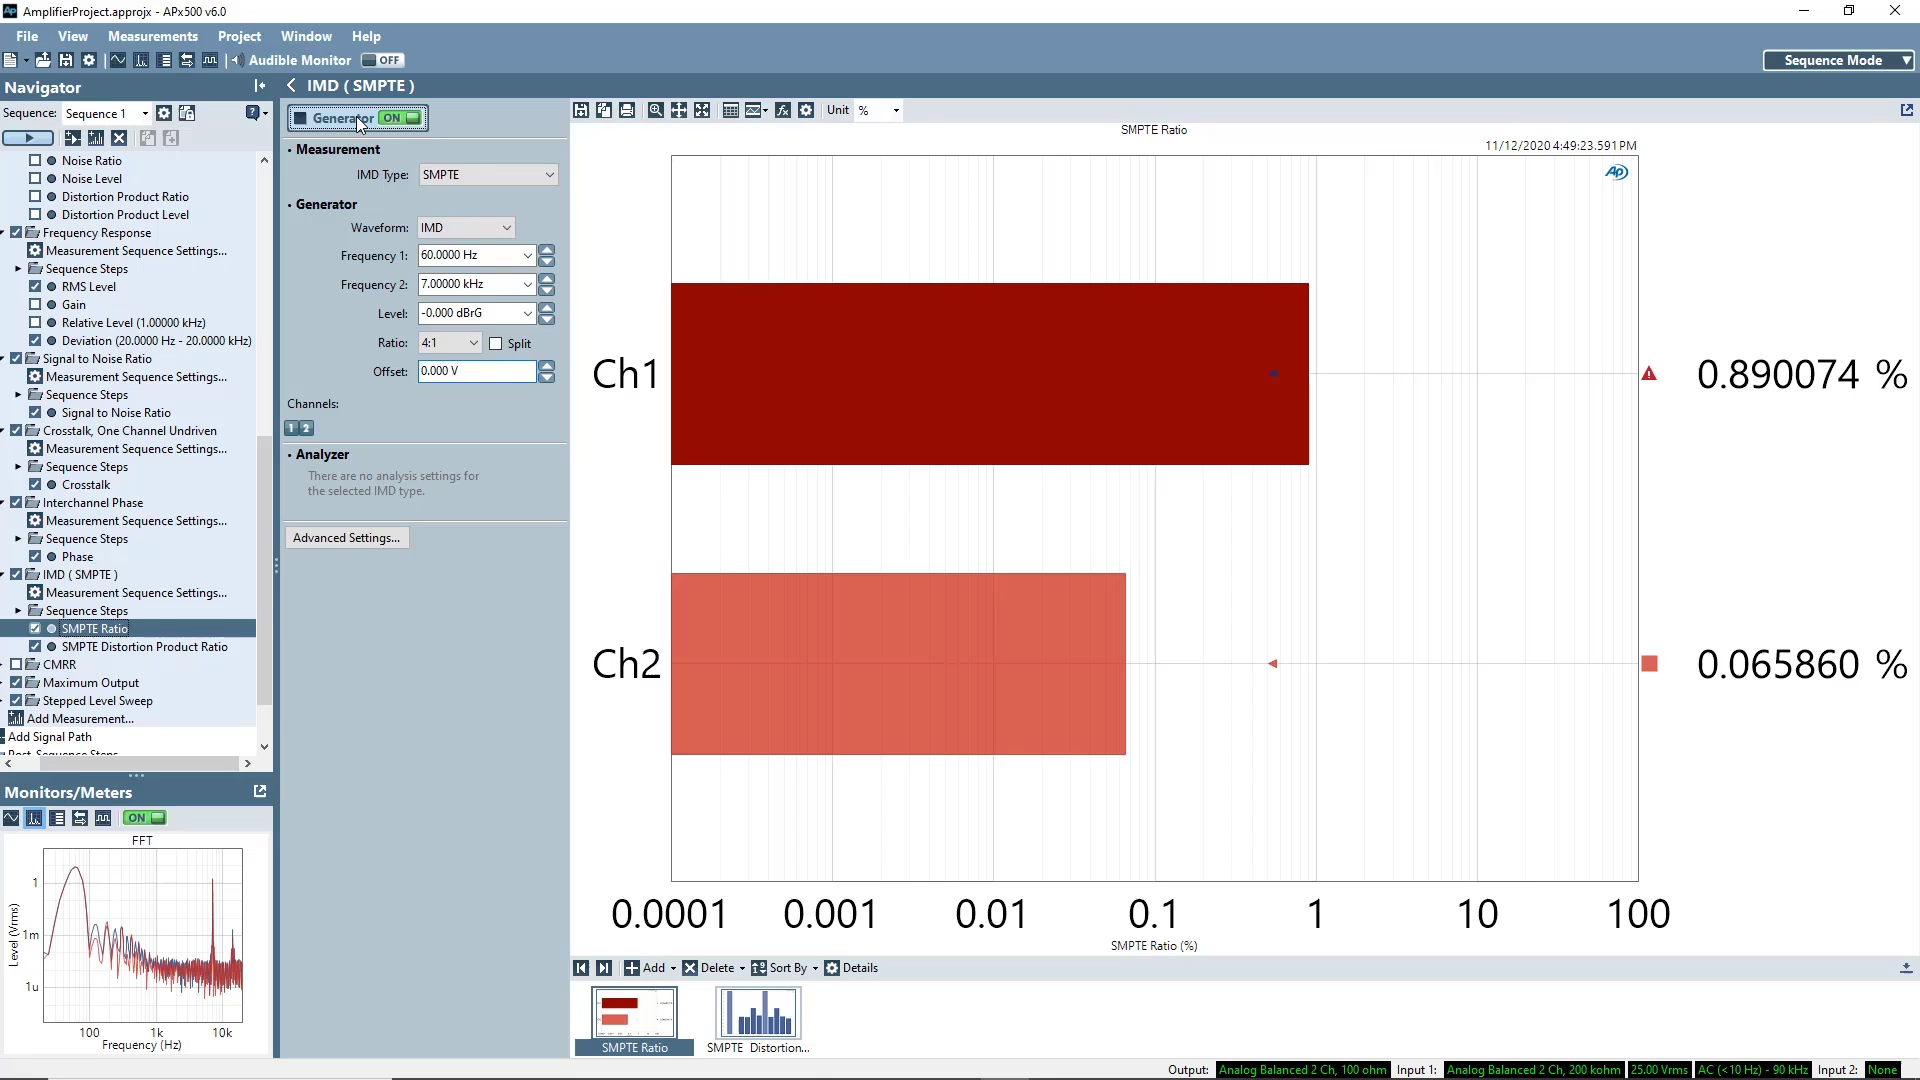 AmplifierProject.approjx - APx500 v6.0
File View Measurements Project Window Help
Audible Monitor OFF
Sequence Mode
Navigator
Sequence: Sequence 1
Noise Ratio
Noise Level
Distortion Product Ratio
Distortion Product Level
Frequency Response
Measurement Sequence Settings...
Sequence Steps
RMS Level
Gain
Relative Level (1.00000 kHz)
Deviation (20.0000 Hz - 20.0000 kHz)
Signal to Noise Ratio
Measurement Sequence Settings...
Sequence Steps
Signal to Noise Ratio
Crosstalk, One Channel Undriven
Measurement Sequence Settings...
Sequence Steps
Crosstalk
Interchannel Phase
Measurement Sequence Settings...
Sequence Steps
Phase
IMD ( SMPTE )
Measurement Sequence Settings...
Sequence Steps
SMPTE Ratio
SMPTE Distortion Product Ratio
CMRR
Maximum Output
Stepped Level Sweep
Add Measurement...
Add Signal Path
Post-Sequence Steps
Monitors/Meters
ON
FFT
Level (Vrms)
1
1m
1u
100 1k 10k
Frequency (Hz)
IMD ( SMPTE )
Generator ON
Measurement
IMD Type: SMPTE
Generator
Waveform: IMD
Frequency 1: 60.0000 Hz
Frequency 2: 7.00000 kHz
Level: -0.000 dBrG
Ratio: 4:1 Split
Offset: 0.000 V
Channels:
1 2
Analyzer
There are no analysis settings for
the selected IMD type.
Advanced Settings...
Unit %
SMPTE Ratio
11/12/2020 4:49:23.591 PM
AP
Ch1 0.890074 %
Ch2 0.065860 %
0.0001 0.001 0.01 0.1 1 10 100
SMPTE Ratio (%)
Add Delete Sort By Details
SMPTE Ratio SMPTE Distortion...
Output: Analog Balanced 2 Ch, 100 ohm Input 1: Analog Balanced 2 Ch, 200 kohm 25.00 Vrms AC (<10 Hz) - 90 kHz Input 2: None